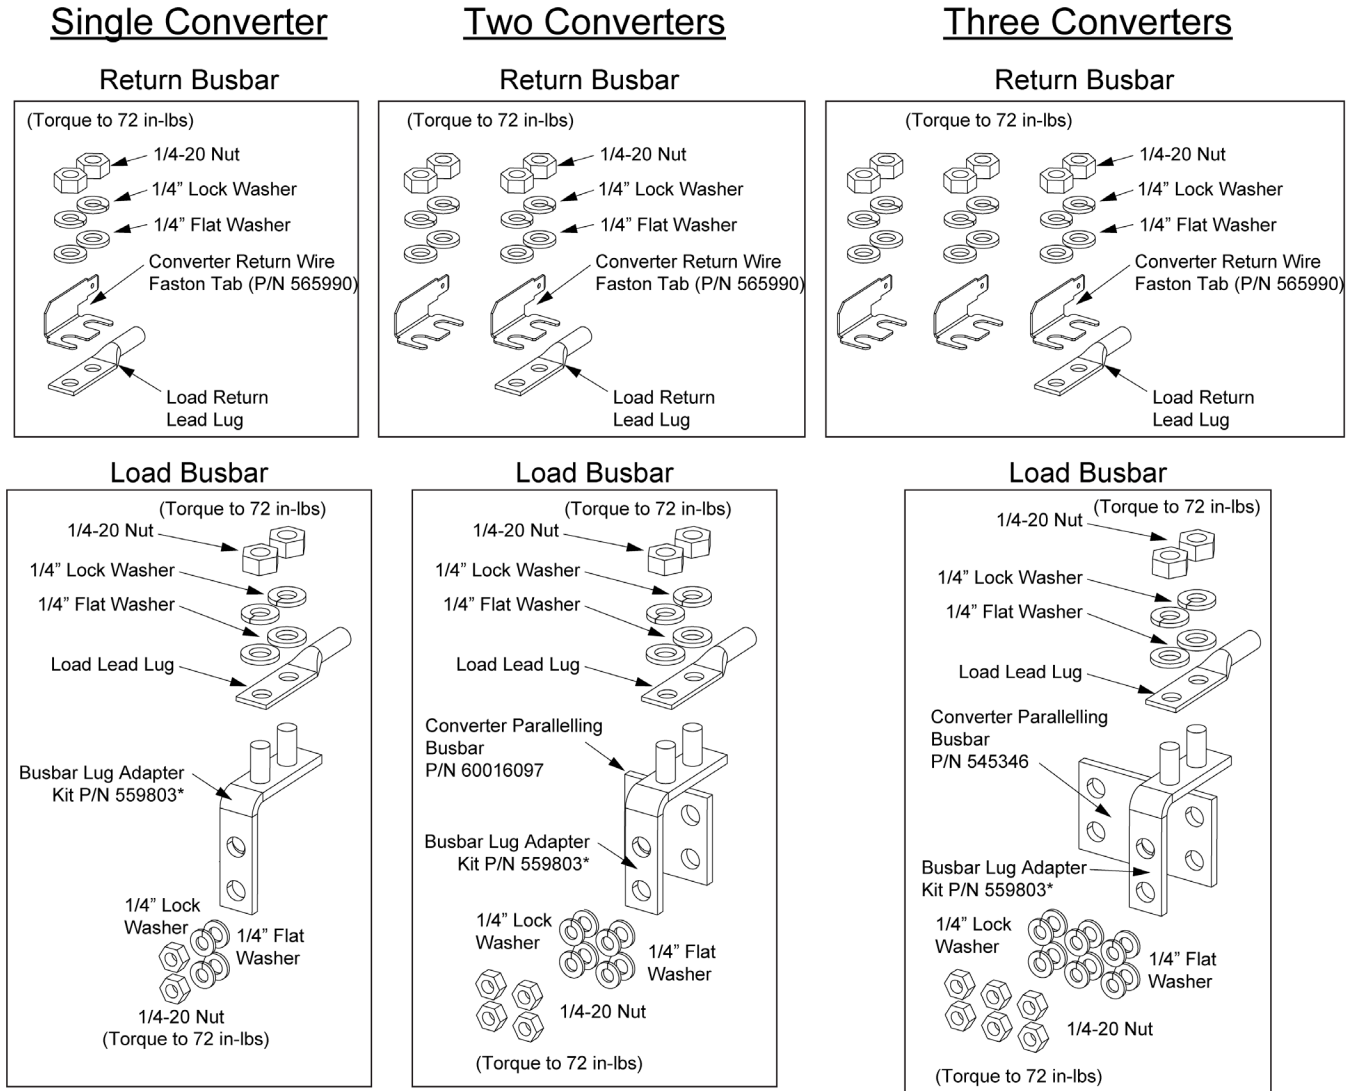 Single Converter
Return Busbar
(Torque to 72 in-lbs)
1/4-20 Nut
1/4” Lock Washer
1/4” Flat Washer
Converter Return Wire
Faston Tab (P/N 565990)
Load Return
Lead Lug
Load Busbar
(Torque to 72 in-lbs)
1/4-20 Nut
1/4” Lock Washer
1/4” Flat Washer
Load Lead Lug
Busbar Lug Adapter
Kit P/N 559803*
1/4” Lock
Washer
1/4” Flat
Washer
1/4-20 Nut
(Torque to 72 in-lbs)
Two Converters
Return Busbar
(Torque to 72 in-lbs)
1/4-20 Nut
1/4” Lock Washer
1/4” Flat Washer
Converter Return Wire
Faston Tab (P/N 565990)
Load Return
Lead Lug
Load Busbar
(Torque to 72 in-lbs)
1/4-20 Nut
1/4” Lock Washer
1/4” Flat Washer
Load Lead Lug
Converter Parallelling
Busbar
P/N 60016097
Busbar Lug Adapter
Kit P/N 559803*
1/4” Lock
Washer
1/4” Flat
Washer
1/4-20 Nut
(Torque to 72 in-lbs)
Three Converters
Return Busbar
(Torque to 72 in-lbs)
1/4-20 Nut
1/4” Lock Washer
1/4” Flat Washer
Converter Return Wire
Faston Tab (P/N 565990)
Load Return
Lead Lug
Load Busbar
(Torque to 72 in-lbs)
1/4-20 Nut
1/4” Lock Washer
1/4” Flat Washer
Load Lead Lug
Converter Parallelling
Busbar
P/N 545346
Busbar Lug Adapter
Kit P/N 559803*
1/4” Lock
Washer
1/4” Flat
Washer
1/4-20 Nut
(Torque to 72 in-lbs)